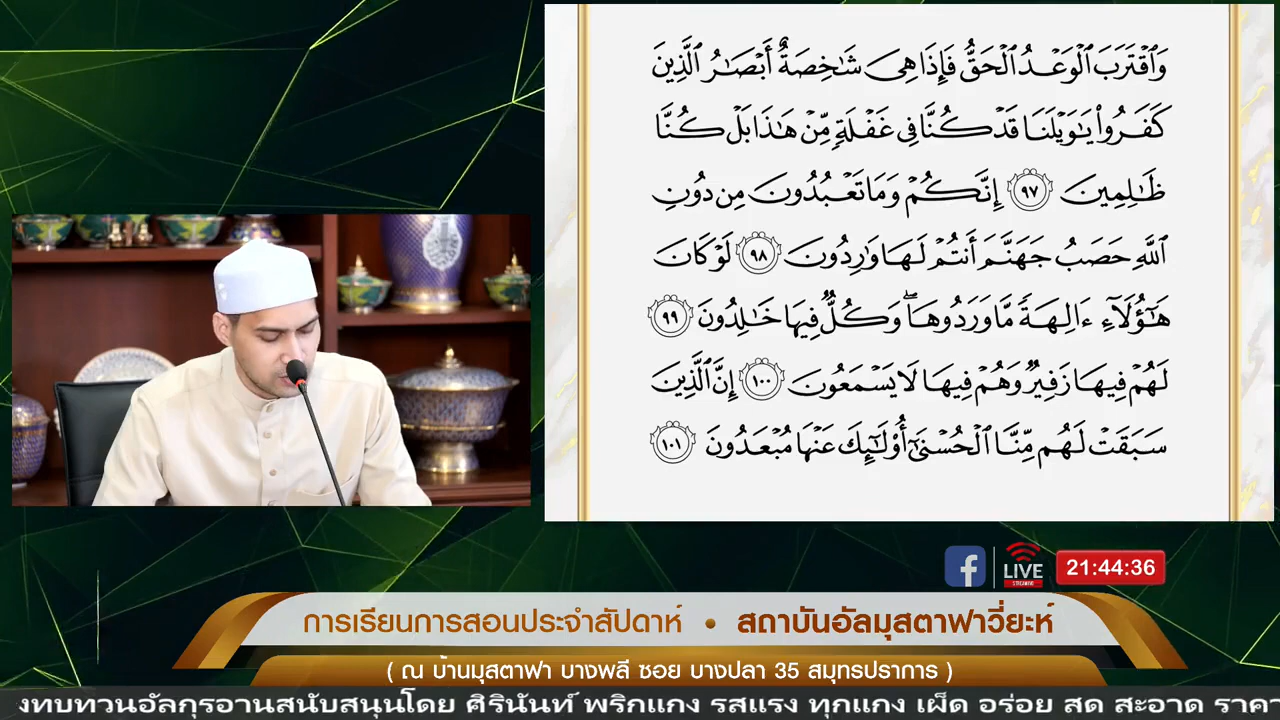 وَٱقْتَرَبَ ٱلْوَعْدُ ٱلْحَقُّ فَإِذَا هِىَ شَـٰخِصَةٌ أَبْصَـٰرُ ٱلَّذِينَ
كَفَرُوا۟ يَـٰوَيْلَنَا قَدْ كُنَّا فِى غَفْلَةٍ مِّنْ هَـٰذَا بَلْ كُنَّا
ظَـٰلِمِينَ ٩٧ إِنَّكُمْ وَمَا تَعْبُدُونَ مِن دُونِ
ٱللَّهِ حَصَبُ جَهَنَّمَ أَنتُمْ لَهَا وَٰرِدُونَ ٩٨ لَوْ كَانَ
هَـٰٓؤُلَآءِ ءَالِهَةً مَّا وَرَدُوهَا ۖ وَكُلٌّ فِيهَا خَـٰلِدُونَ ٩٩
لَهُمْ فِيهَا زَفِيرٌ وَهُمْ فِيهَا لَا يَسْمَعُونَ ١٠٠ إِنَّ ٱلَّذِينَ
سَبَقَتْ لَهُم مِّنَّا ٱلْحُسْنَىٰٓ أُو۟لَـٰٓئِكَ عَنْهَا مُبْعَدُونَ ١٠١
f LIVE STREAMING 21:44:36
การเรียนการสอนประจำสัปดาห์ • สถาบันอัลมุสตาฟาวี่ยะห์
( ณ บ้านมุสตาฟา บางพลี ซอย บางปลา 35 สมุทรปราการ )
งทบทวนอัลกุรอานสนับสนุนโดย ศิรินันท์ พริกแกง รสแรง ทุกแกง เผ็ด อร่อย สด สะอาด ราคา